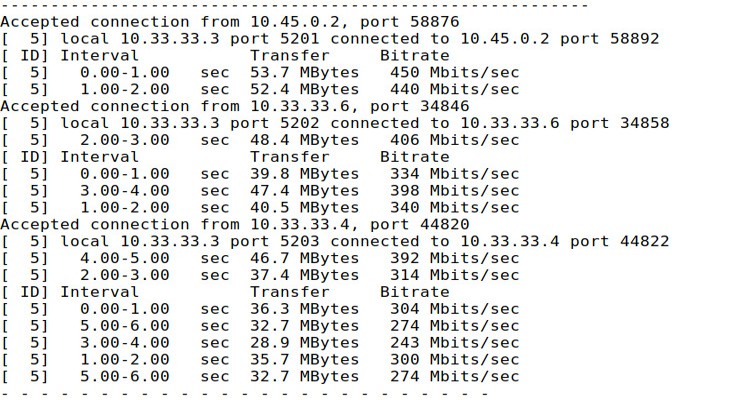 -----------------------------------------------------------
Accepted connection from 10.45.0.2, port 58876
[  5] local 10.33.33.3 port 5201 connected to 10.45.0.2 port 58892
[ ID] Interval           Transfer     Bitrate
[  5]   0.00-1.00   sec  53.7 MBytes   450 Mbits/sec
[  5]   1.00-2.00   sec  52.4 MBytes   440 Mbits/sec
Accepted connection from 10.33.33.6, port 34846
[  5] local 10.33.33.3 port 5202 connected to 10.33.33.6 port 34858
[  5]   2.00-3.00   sec  48.4 MBytes   406 Mbits/sec
[ ID] Interval           Transfer     Bitrate
[  5]   0.00-1.00   sec  39.8 MBytes   334 Mbits/sec
[  5]   3.00-4.00   sec  47.4 MBytes   398 Mbits/sec
[  5]   1.00-2.00   sec  40.5 MBytes   340 Mbits/sec
Accepted connection from 10.33.33.4, port 44820
[  5] local 10.33.33.3 port 5203 connected to 10.33.33.4 port 44822
[  5]   4.00-5.00   sec  46.7 MBytes   392 Mbits/sec
[  5]   2.00-3.00   sec  37.4 MBytes   314 Mbits/sec
[ ID] Interval           Transfer     Bitrate
[  5]   0.00-1.00   sec  36.3 MBytes   304 Mbits/sec
[  5]   5.00-6.00   sec  32.7 MBytes   274 Mbits/sec
[  5]   3.00-4.00   sec  28.9 MBytes   243 Mbits/sec
[  5]   1.00-2.00   sec  35.7 MBytes   300 Mbits/sec
[  5]   5.00-6.00   sec  32.7 MBytes   274 Mbits/sec
- - - - - - - - - - - - - - - - - - - - - - - - -